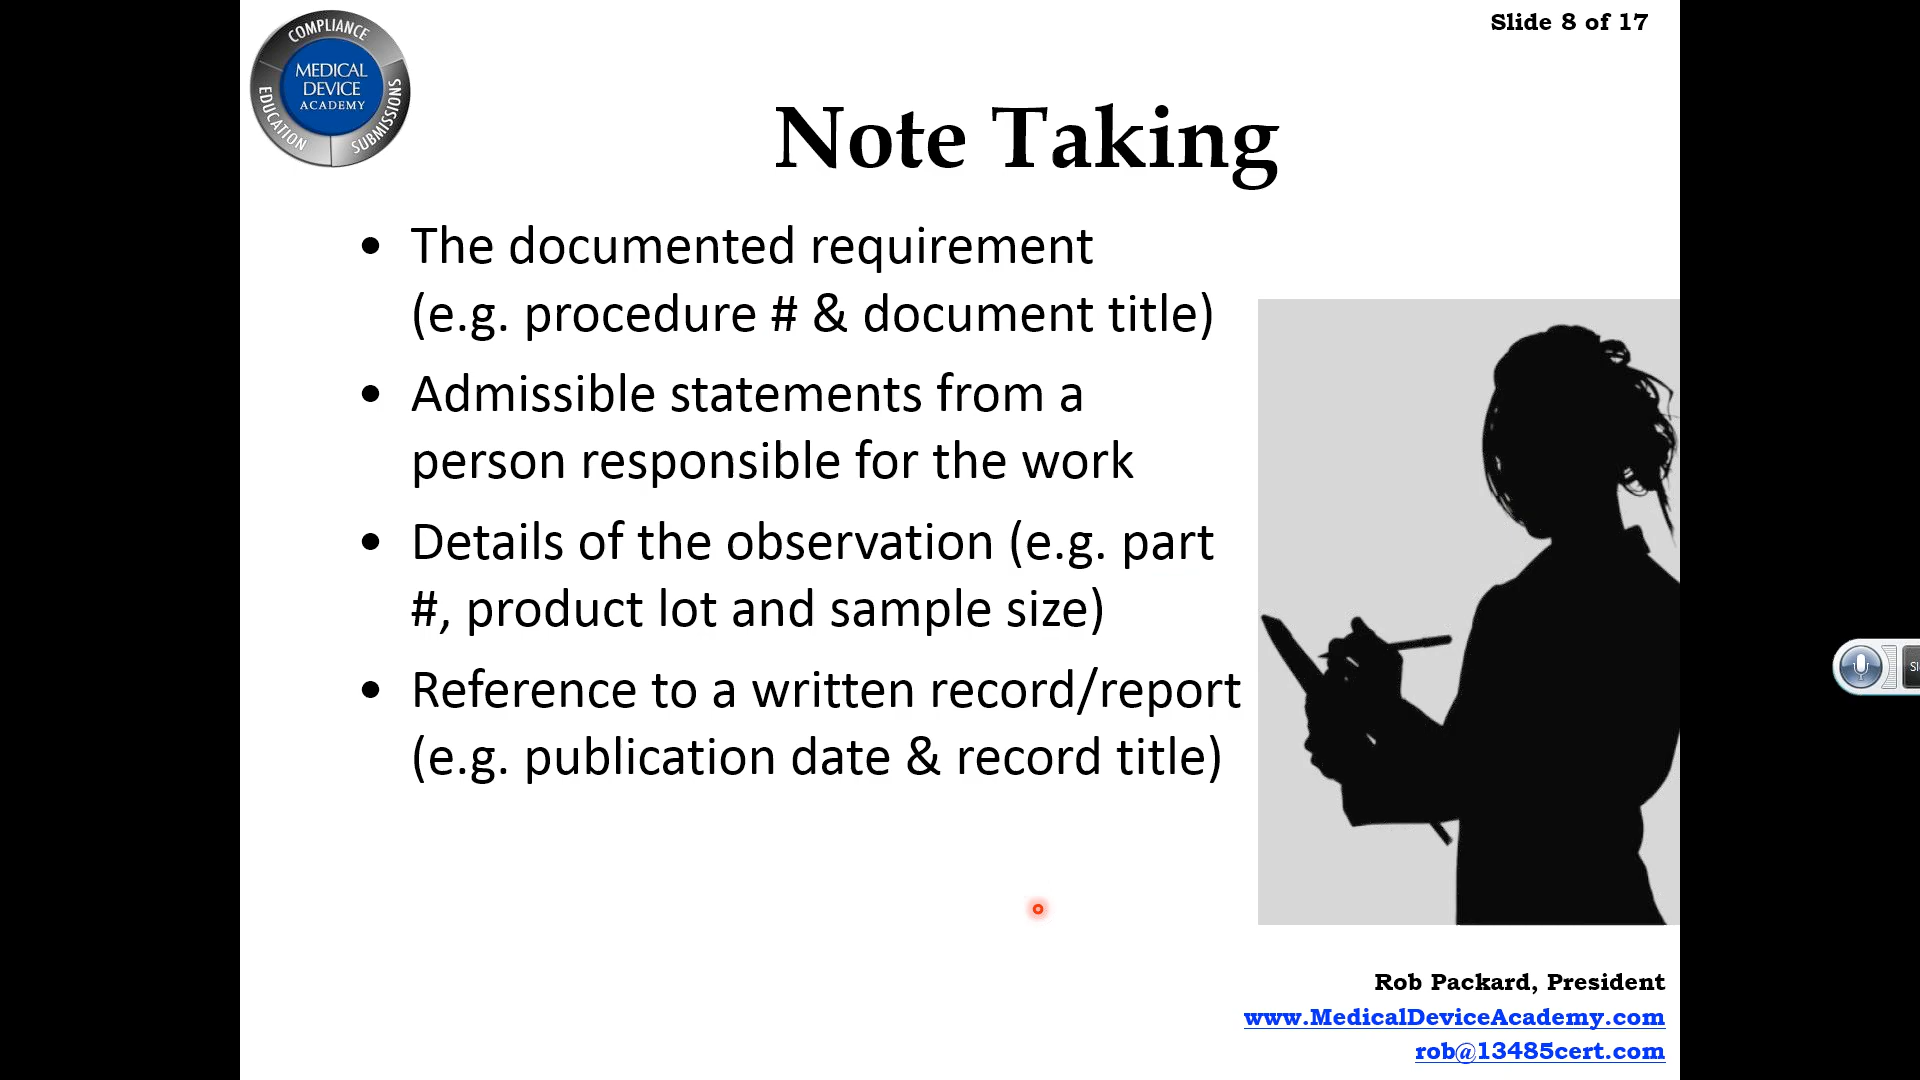 COMPLIANCE
EDUCATION
SUBMISSIONS
MEDICAL
DEVICE
ACADEMY
Slide 8 of 17
Note Taking
• The documented requirement
(e.g. procedure # & document title)
• Admissible statements from a
person responsible for the work
• Details of the observation (e.g. part
#, product lot and sample size)
• Reference to a written record/report
(e.g. publication date & record title)
Rob Packard, President
www.MedicalDeviceAcademy.com
rob@13485cert.com